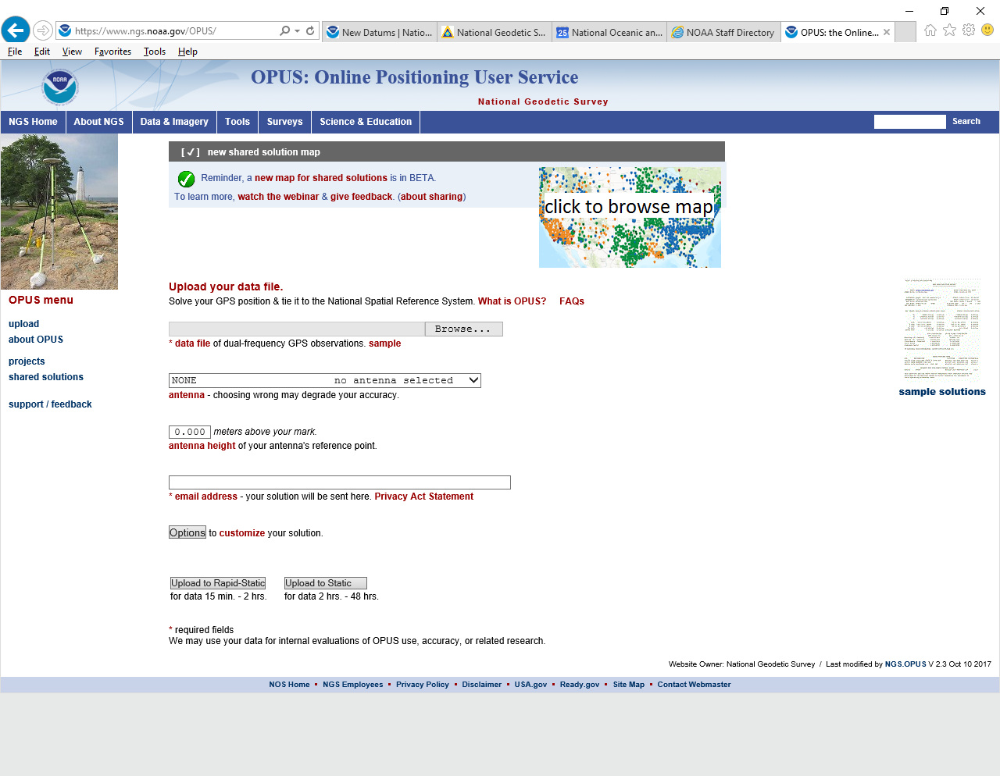 https://www.ngs.noaa.gov/OPUS/
New Datums | Natio...
National Geodetic S...
25 National Oceanic an...
NOAA Staff Directory
OPUS: the Online...
File Edit View Favorites Tools Help
NOAA
OPUS: Online Positioning User Service
National Geodetic Survey
NGS Home About NGS Data & Imagery Tools Surveys Science & Education Search
[ ✓ ] new shared solution map
Reminder, a new map for shared solutions is in BETA.
To learn more, watch the webinar & give feedback. (about sharing)
click to browse map
Upload your data file.
Solve your GPS position & tie it to the National Spatial Reference System. What is OPUS? FAQs
OPUS menu
upload
about OPUS
projects
shared solutions
support / feedback
Browse...
* data file of dual-frequency GPS observations. sample
NONE no antenna selected
antenna - choosing wrong may degrade your accuracy.
0.000 meters above your mark.
antenna height of your antenna's reference point.
* email address - your solution will be sent here. Privacy Act Statement
Options to customize your solution.
Upload to Rapid-Static Upload to Static
for data 15 min. - 2 hrs. for data 2 hrs. - 48 hrs.
* required fields
We may use your data for internal evaluations of OPUS use, accuracy, or related research.
sample solutions
Website Owner: National Geodetic Survey / Last modified by NGS.OPUS V 2.3 Oct 10 2017
NOS Home ▪ NGS Employees ▪ Privacy Policy ▪ Disclaimer ▪ USA.gov ▪ Ready.gov ▪ Site Map ▪ Contact Webmaster